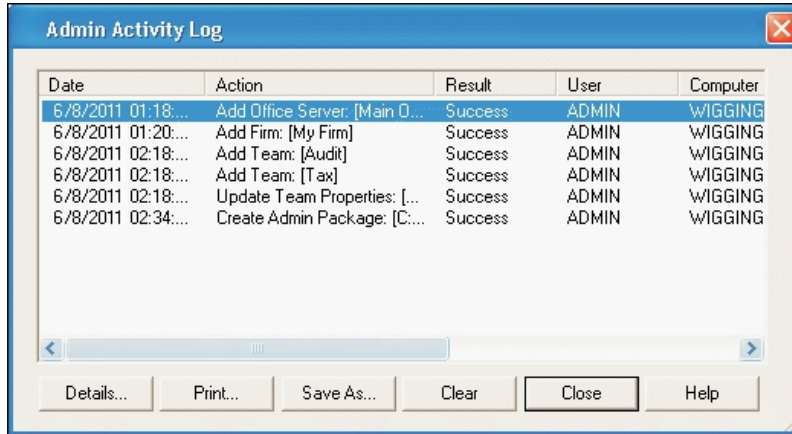 Admin Activity Log
Date Action Result User Computer
6/8/2011 01:18:... Add Office Server: [Main O... Success ADMIN WIGGING
6/8/2011 01:20:... Add Firm: [My Firm] Success ADMIN WIGGING
6/8/2011 02:18:... Add Team: [Audit] Success ADMIN WIGGING
6/8/2011 02:18:... Add Team: [Tax] Success ADMIN WIGGING
6/8/2011 02:18:... Update Team Properties: [... Success ADMIN WIGGING
6/8/2011 02:34:... Create Admin Package: [C:... Success ADMIN WIGGING
Details... Print... Save As... Clear Close Help